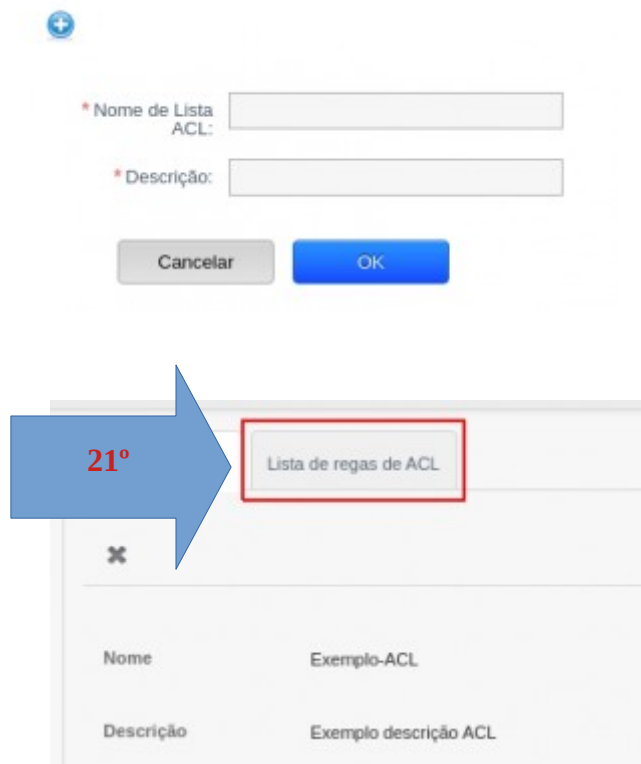 * Nome de Lista
ACL:
* Descrição:
Cancelar
OK
21º
Lista de regas de ACL
Nome
Exemplo-ACL
Descrição
Exemplo descrição ACL